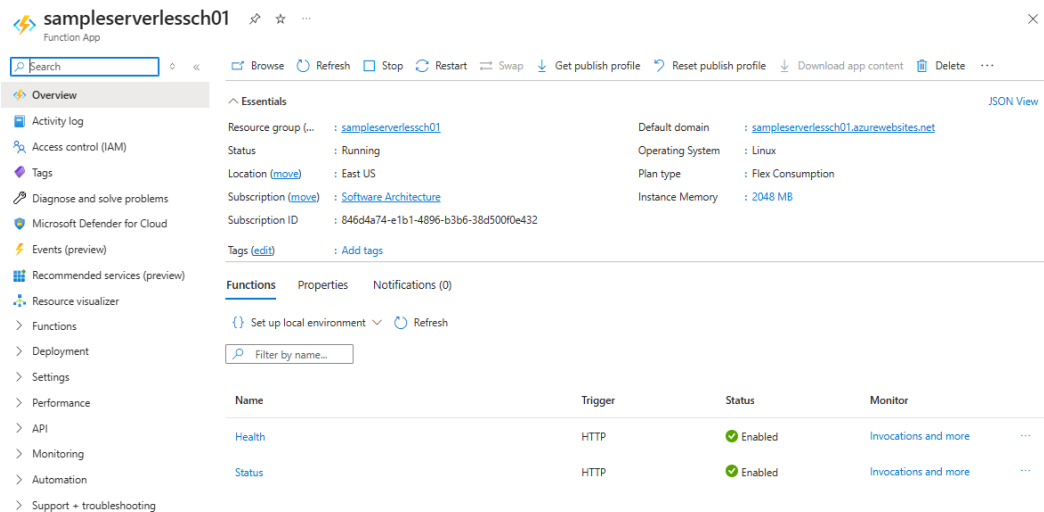 sampleserverlessch01
Function App
Search
Browse Refresh Stop Restart Swap Get publish profile Reset publish profile Download app content Delete
Overview
Activity log
Access control (IAM)
Tags
Diagnose and solve problems
Microsoft Defender for Cloud
Events (preview)
Recommended services (preview)
Resource visualizer
Functions
Deployment
Settings
Performance
API
Monitoring
Automation
Support + troubleshooting
Essentials
JSON View
Resource group (... : sampleserverlessch01
Status : Running
Location (move) : East US
Subscription (move) : Software Architecture
Subscription ID : 846d4a74-e1b1-4896-b3b6-38d500f0e432
Default domain : sampleserverlessch01.azurewebsites.net
Operating System : Linux
Plan type : Flex Consumption
Instance Memory : 2048 MB
Tags (edit) : Add tags
Functions Properties Notifications (0)
{} Set up local environment Refresh
Filter by name...
Name Trigger Status Monitor
Health HTTP Enabled Invocations and more ...
Status HTTP Enabled Invocations and more ...